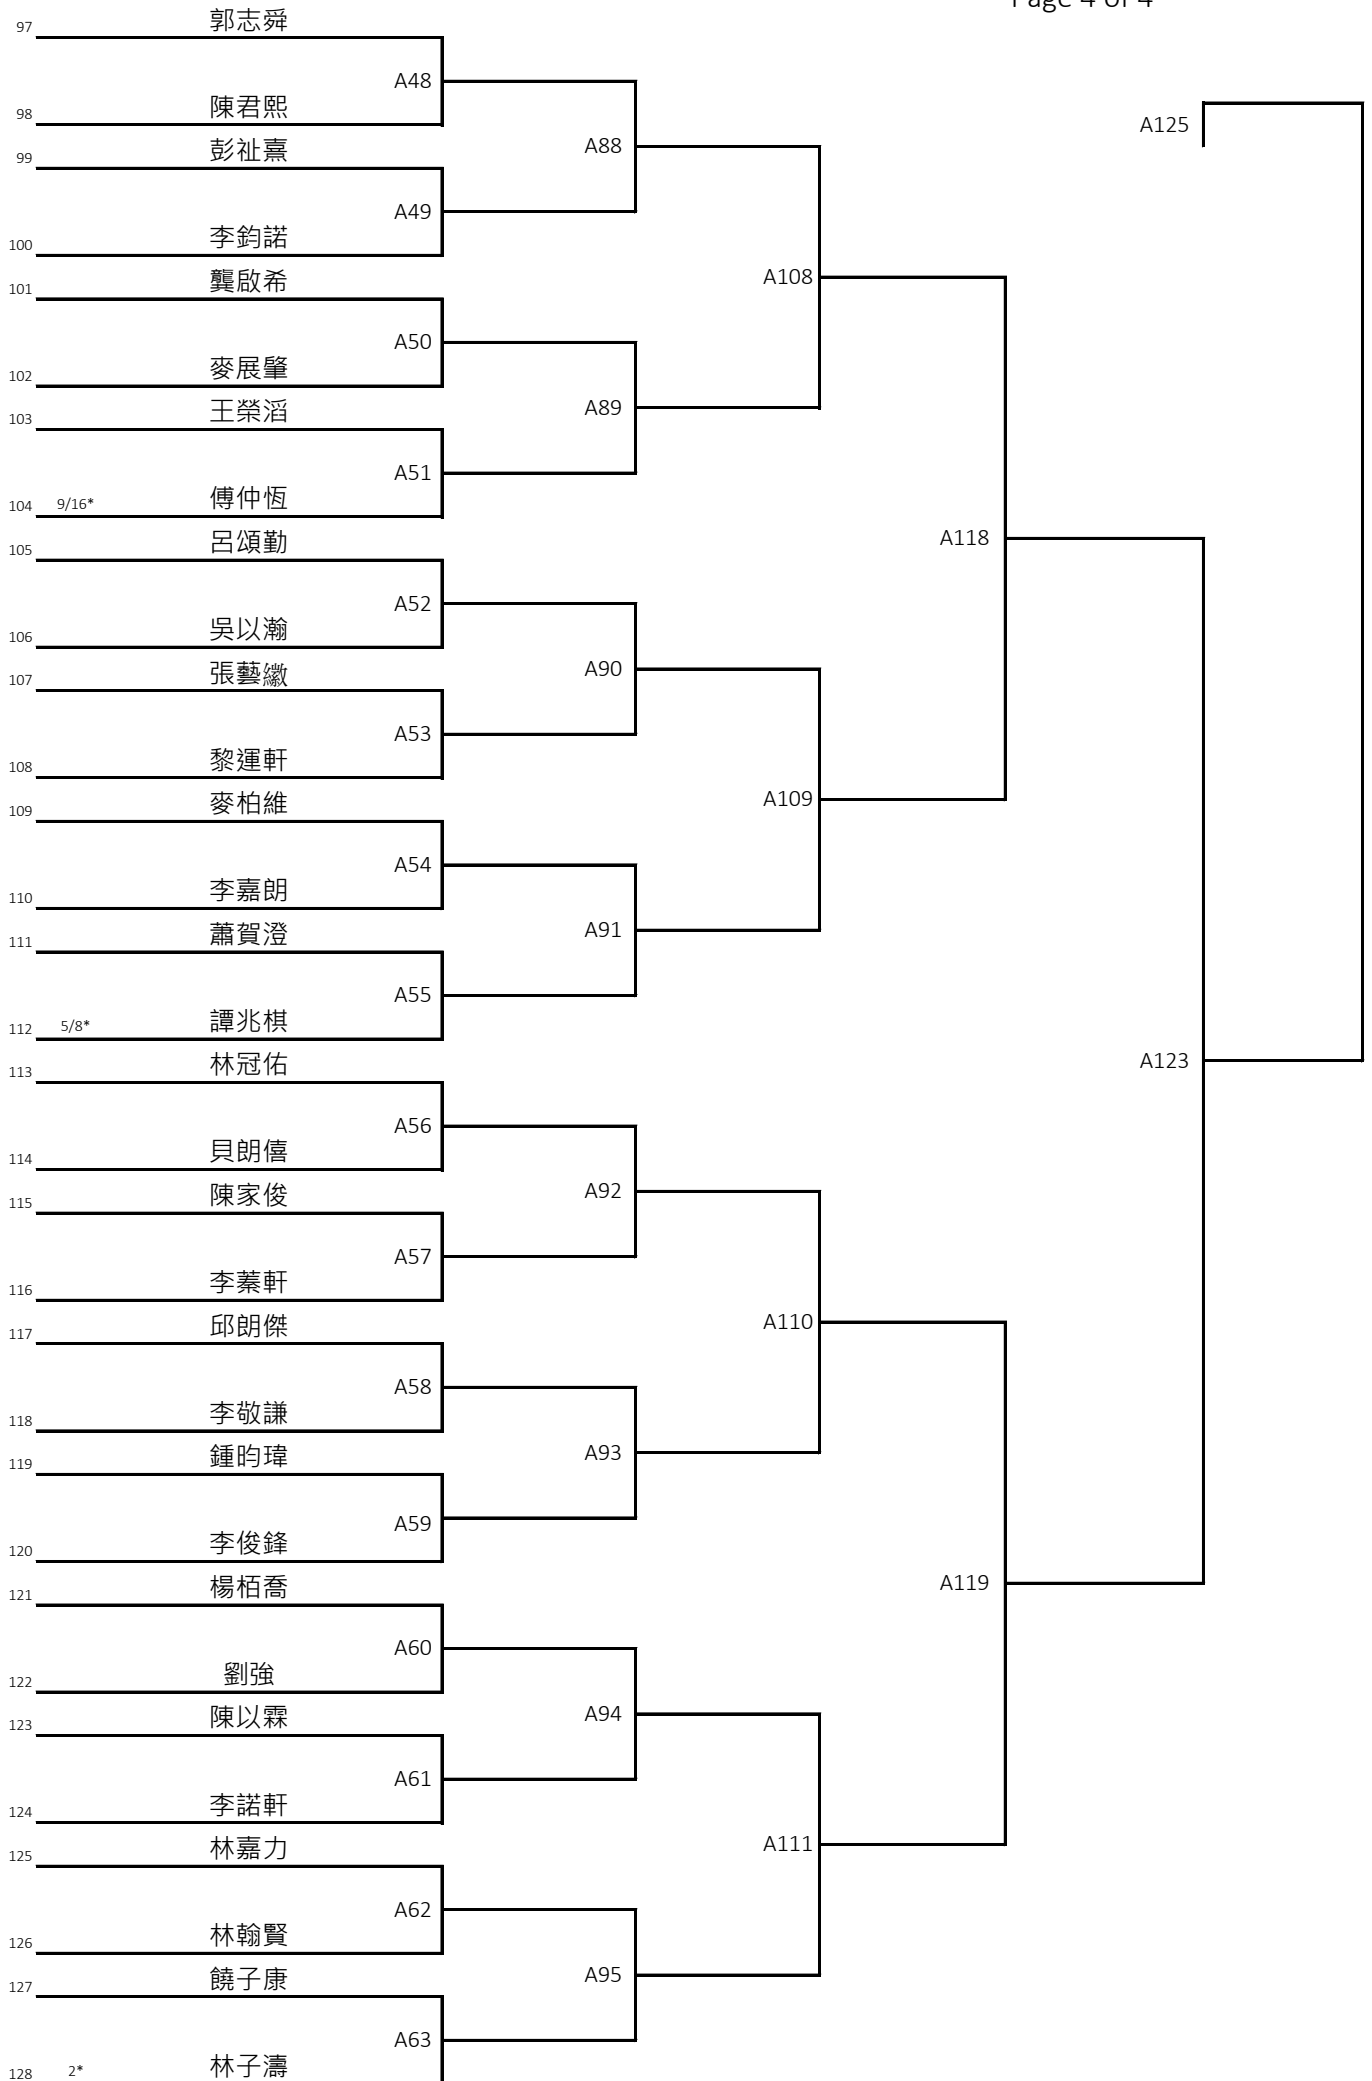 Page 4 of 4
97 郭志舜
A48
98 陳君熙
A125
99 彭祉熹
A88
A49
100 李鈞諾
101 龔啟希
A108
A50
102 麥展肇
103 王榮滔
A89
A51
104 9/16* 傅仲恆
105 呂頌勤
A118
A52
106 吳以瀚
107 張藝繳
A90
A53
108 黎運軒
109 麥柏維
A109
A54
110 李嘉朗
111 蕭賀澄
A91
A55
112 5/8* 譚兆棋
113 林冠佑
A123
A56
114 貝朗僖
115 陳家俊
A92
A57
116 李蓁軒
117 邱朗傑
A110
A58
118 李敬謙
119 鍾昀瑋
A93
A59
120 李俊鋒
121 楊栢喬
A119
A60
122 劉強
123 陳以霖
A94
A61
124 李諾軒
125 林嘉力
A111
A62
126 林翰賢
127 饒子康
A95
A63
128 2* 林子濤